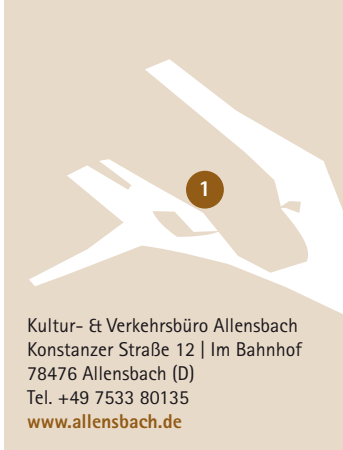 1
Kultur- & Verkehrsbüro Allensbach
Konstanzer Straße 12 | Im Bahnhof
78476 Allensbach (D)
Tel. +49 7533 80135
www.allensbach.de